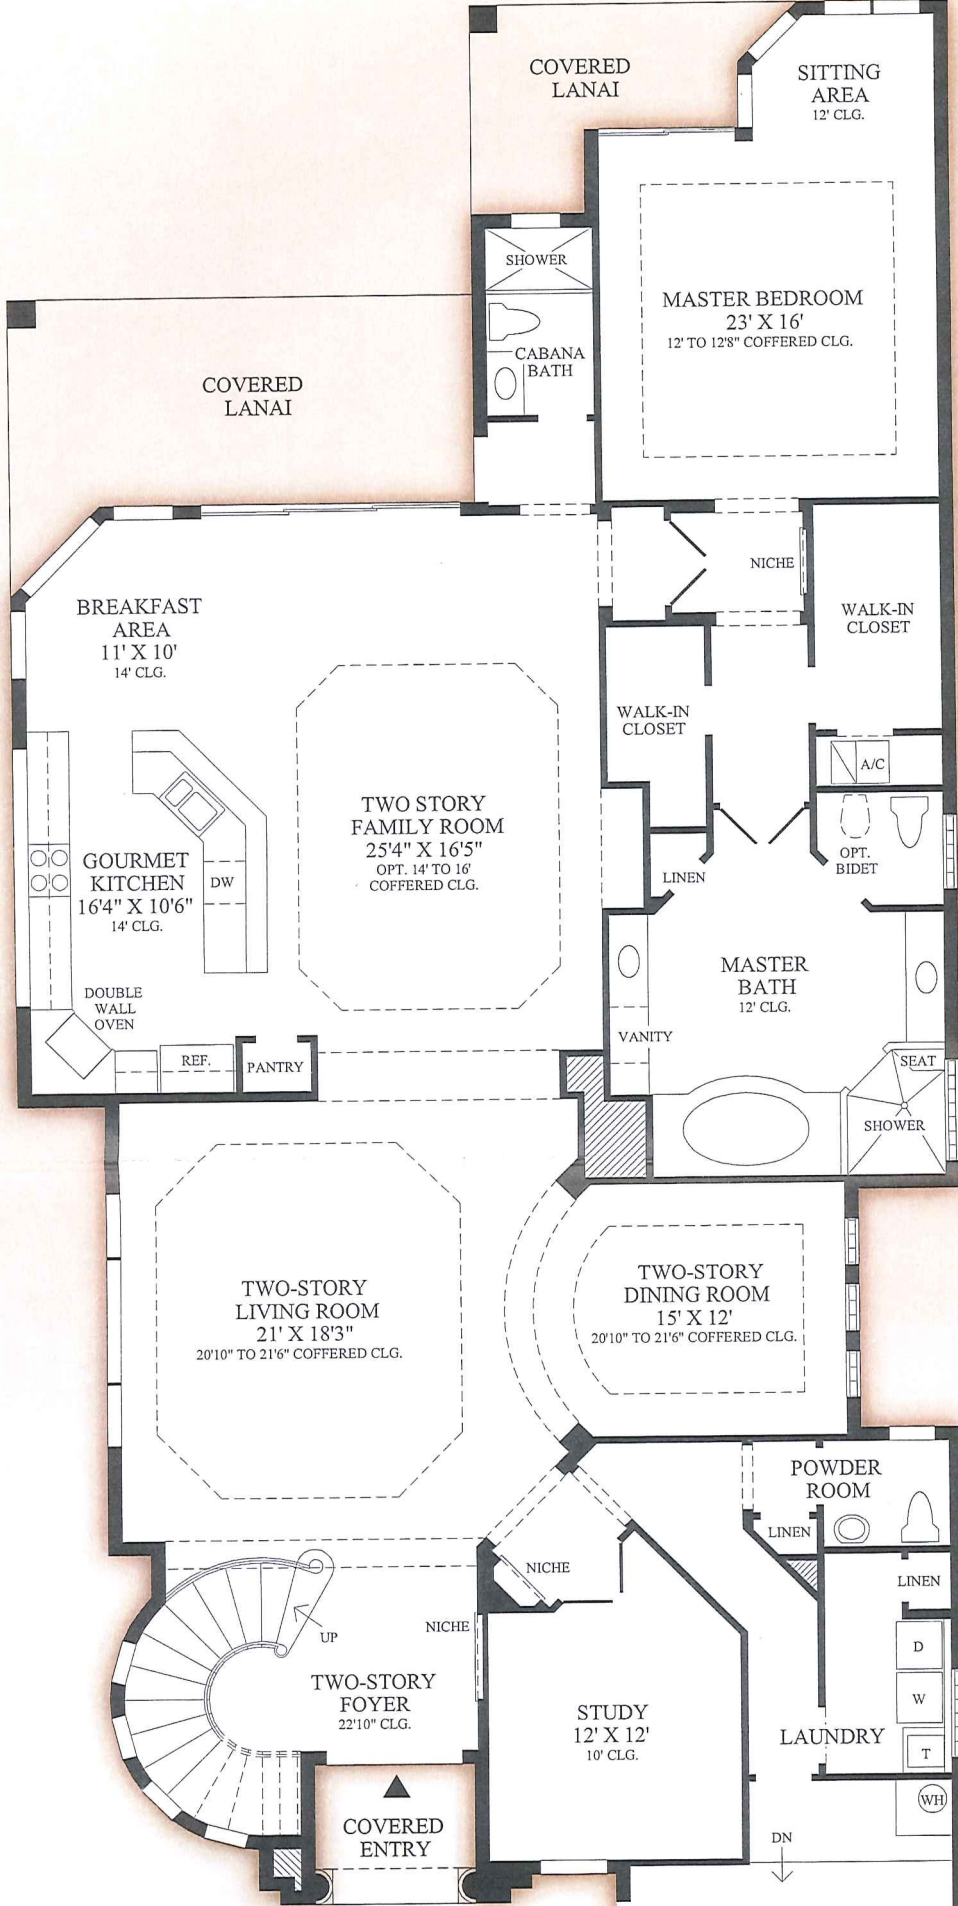 COVERED
LANAI
SITTING
AREA
12' CLG.
SHOWER
MASTER BEDROOM
23' X 16'
12' TO 12'8" COFFERED CLG.
CABANA
BATH
COVERED
LANAI
NICHE
BREAKFAST
AREA
11' X 10'
14' CLG.
WALK-IN
CLOSET
WALK-IN
CLOSET
A/C
TWO STORY
FAMILY ROOM
25'4" X 16'5"
OPT. 14' TO 16'
COFFERED CLG.
GOURMET
KITCHEN
16'4" X 10'6"
14' CLG.
DW
OPT.
BIDET
LINEN
MASTER
BATH
12' CLG.
DOUBLE
WALL
OVEN
VANITY
REF.
PANTRY
SEAT
SHOWER
TWO-STORY
LIVING ROOM
21' X 18'3"
20'10" TO 21'6" COFFERED CLG.
TWO-STORY
DINING ROOM
15' X 12'
20'10" TO 21'6" COFFERED CLG.
POWDER
ROOM
LINEN
NICHE
LINEN
UP
NICHE
D
TWO-STORY
FOYER
22'10" CLG.
W
STUDY
12' X 12'
10' CLG.
LAUNDRY
T
WH
COVERED
ENTRY
DN